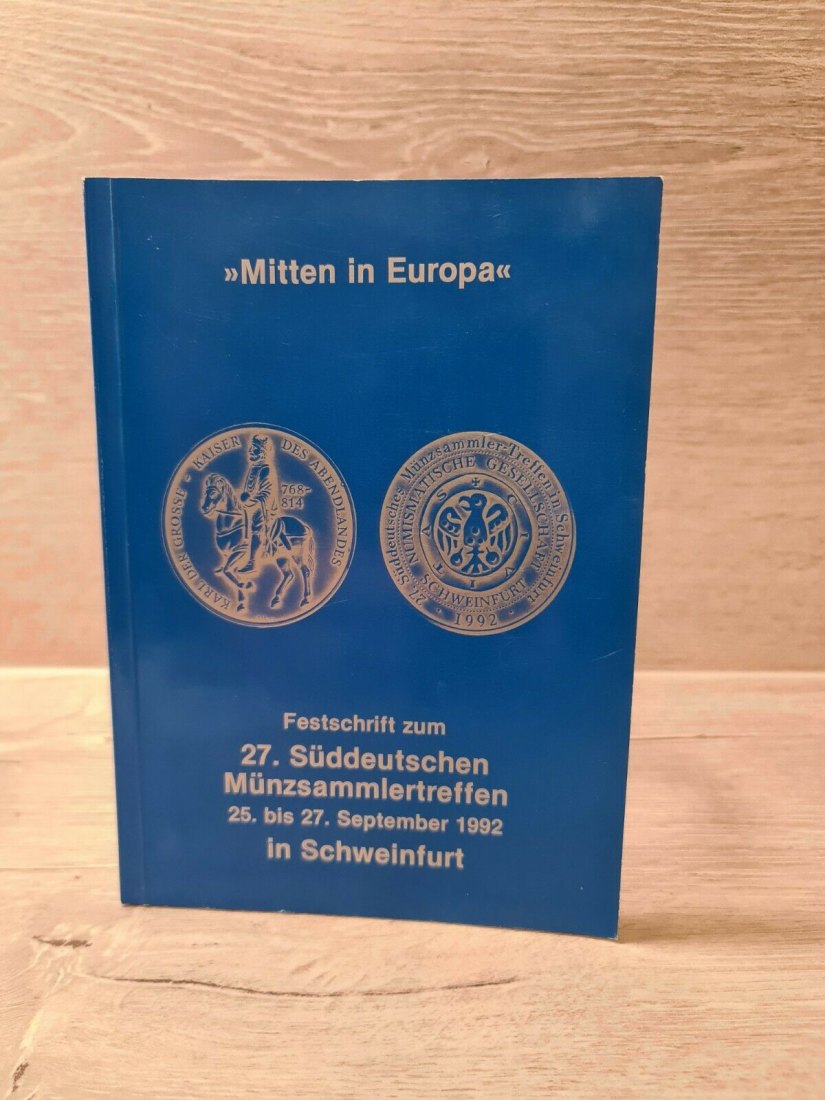 »Mitten in Europa«
KARL DER GROSSE · KAISER DES ABENDLANDES
768-
814
27. Süddeutsches Münzsammler-Treffen in Schweinfurt
· 1992 ·
NUMISMATISCHE GESELLSCHAFT
SCHWEINFURT
CIVITAS
Festschrift zum
27. Süddeutschen
Münzsammlertreffen
25. bis 27. September 1992
in Schweinfurt